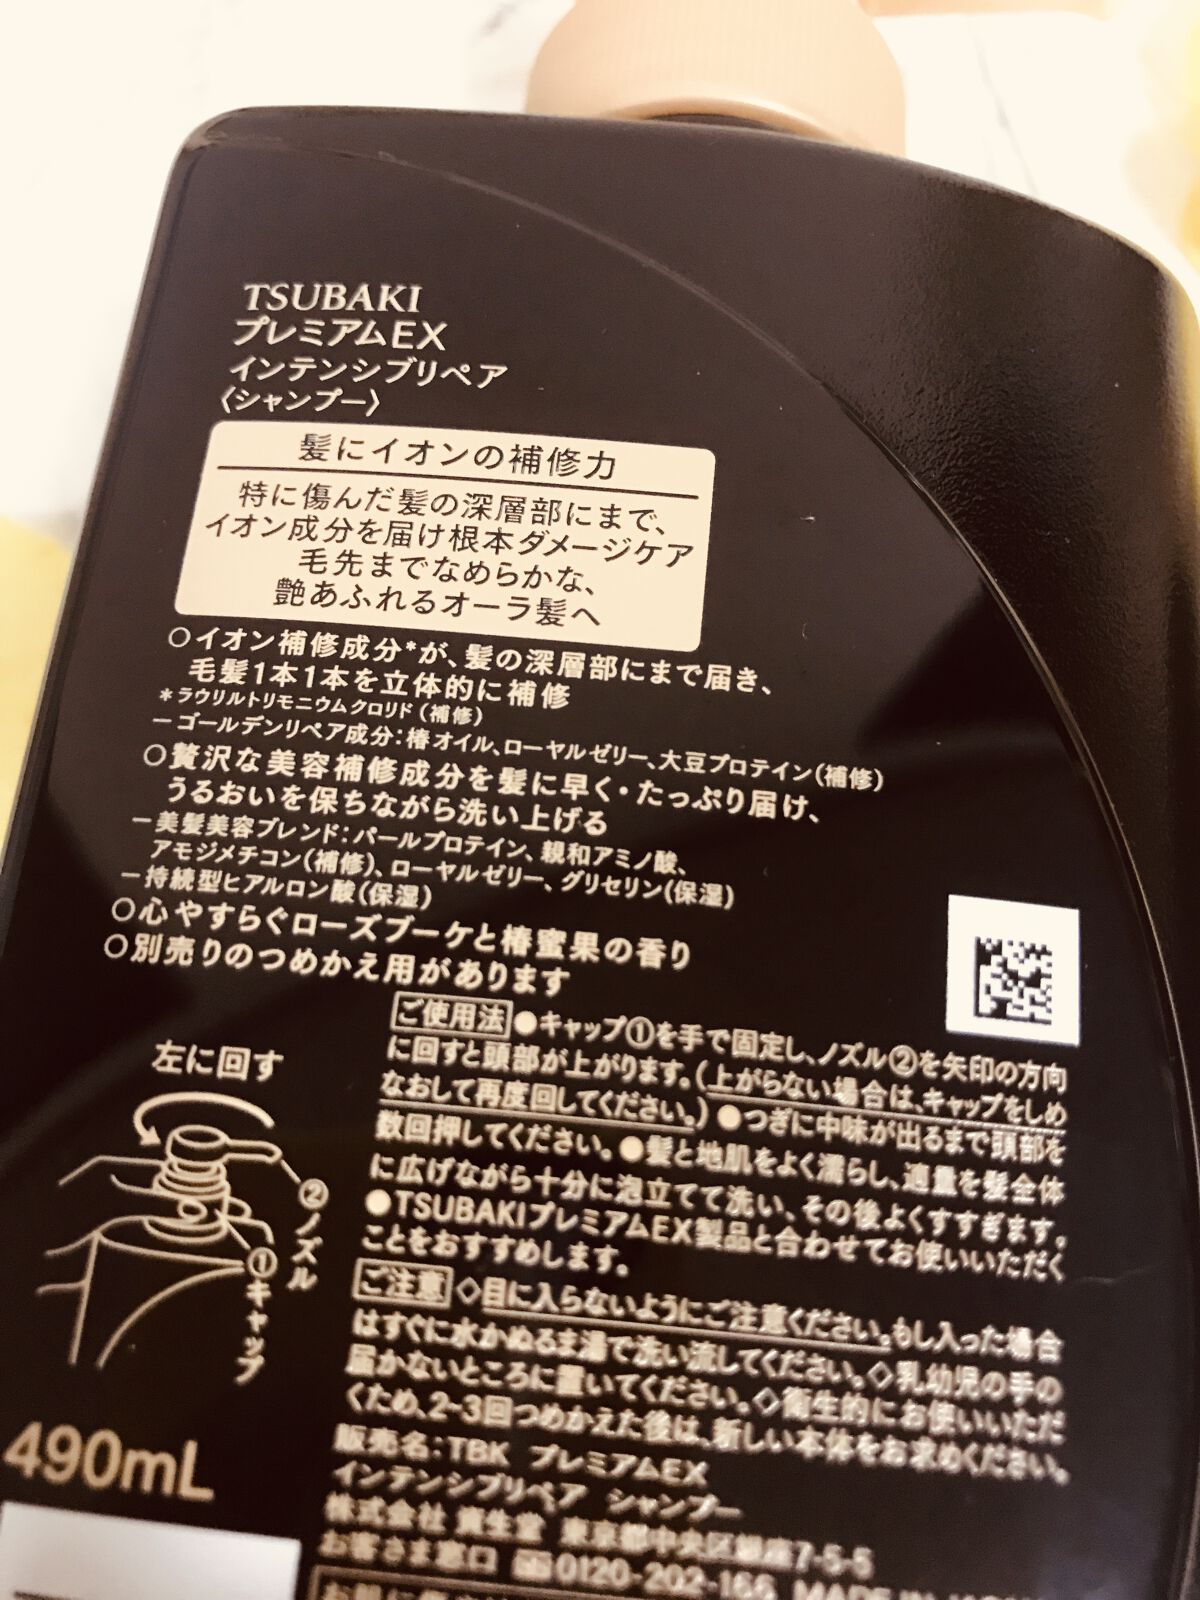 TSUBAKI
プレミアムEX
インテンシブリペア
〈シャンプー〉
髪にイオンの補修力
特に傷んだ髪の深層部にまで、
イオン成分を届け根本ダメージケア
毛先までなめらかな、
艶あふれるオーラ髪へ
○イオン補修成分*が、髪の深層部にまで届き、
毛髪1本1本を立体的に補修
*ラウリルトリモニウムクロリド(補修)
－ゴールデンリペア成分：椿オイル、ローヤルゼリー、大豆プロテイン(補修)
○贅沢な美容補修成分を髪に早く・たっぷり届け、
うるおいを保ちながら洗い上げる
－美髪美容ブレンド：パールプロテイン、親和アミノ酸、
アモジメチコン(補修)、ローヤルゼリー、グリセリン(保湿)
－持続型ヒアルロン酸(保湿)
○心やすらぐローズブーケと椿蜜果の香り
○別売りのつめかえ用があります
左に回す
②ノズル
①キャップ
490mL
ご使用法 ●キャップ①を手で固定し、ノズル②を矢印の方向
に回すと頭部が上がります。(上がらない場合は、キャップをしめ
なおして再度回してください。) ●つぎに中味が出るまで頭部を
数回押してください。●髪と地肌をよく濡らし、適量を髪全体
に広げながら十分に泡立てて洗い、その後よくすすぎます。
●TSUBAKIプレミアムEX製品と合わせてお使いいただく
ことをおすすめします。
ご注意 ◇目に入らないようにご注意ください。もし入った場合
はすぐに水かぬるま湯で洗い流してください。◇乳幼児の手の
届かないところに置いてください。◇衛生的にお使いいただ
くため、2-3回つめかえた後は、新しい本体をお求めください。
販売名：TBK プレミアムEX
インテンシブリペア シャンプー
株式会社 資生堂 東京都中央区銀座7-5-5
お客さま窓口 0120-202-166